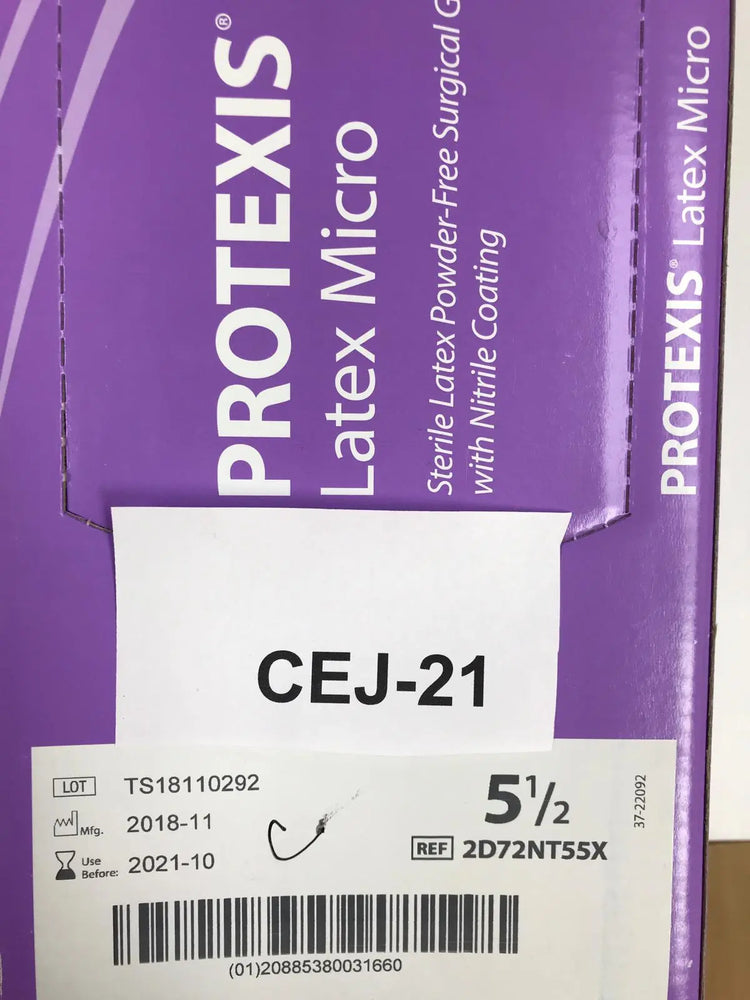 PROTEXIS®
Latex Micro
Sterile Latex Powder-Free Surgical
with Nitrile Coating
PROTEXIS® Latex Micro
CEJ-21
LOT TS18110292
Mfg. 2018-11
Use Before: 2021-10
5½
REF 2D72NT55X
37-22092
(01)20885380031660